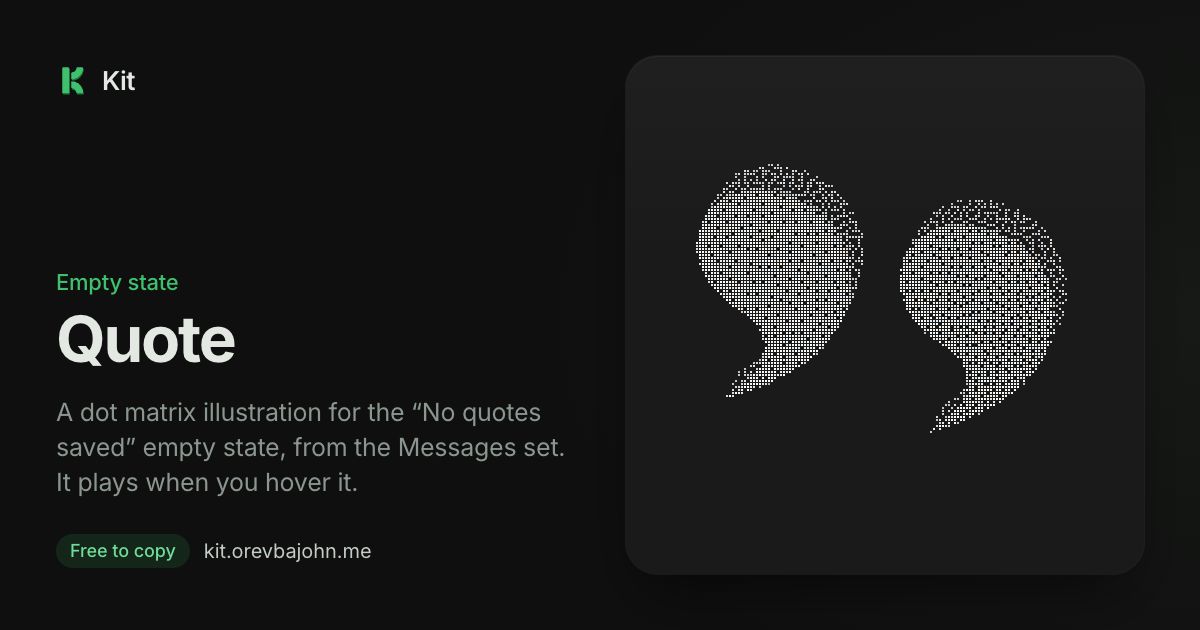 Kit
Empty state
Quote
A dot matrix illustration for the “No quotes
saved” empty state, from the Messages set.
It plays when you hover it.
Free to copy
kit.orevbajohn.me